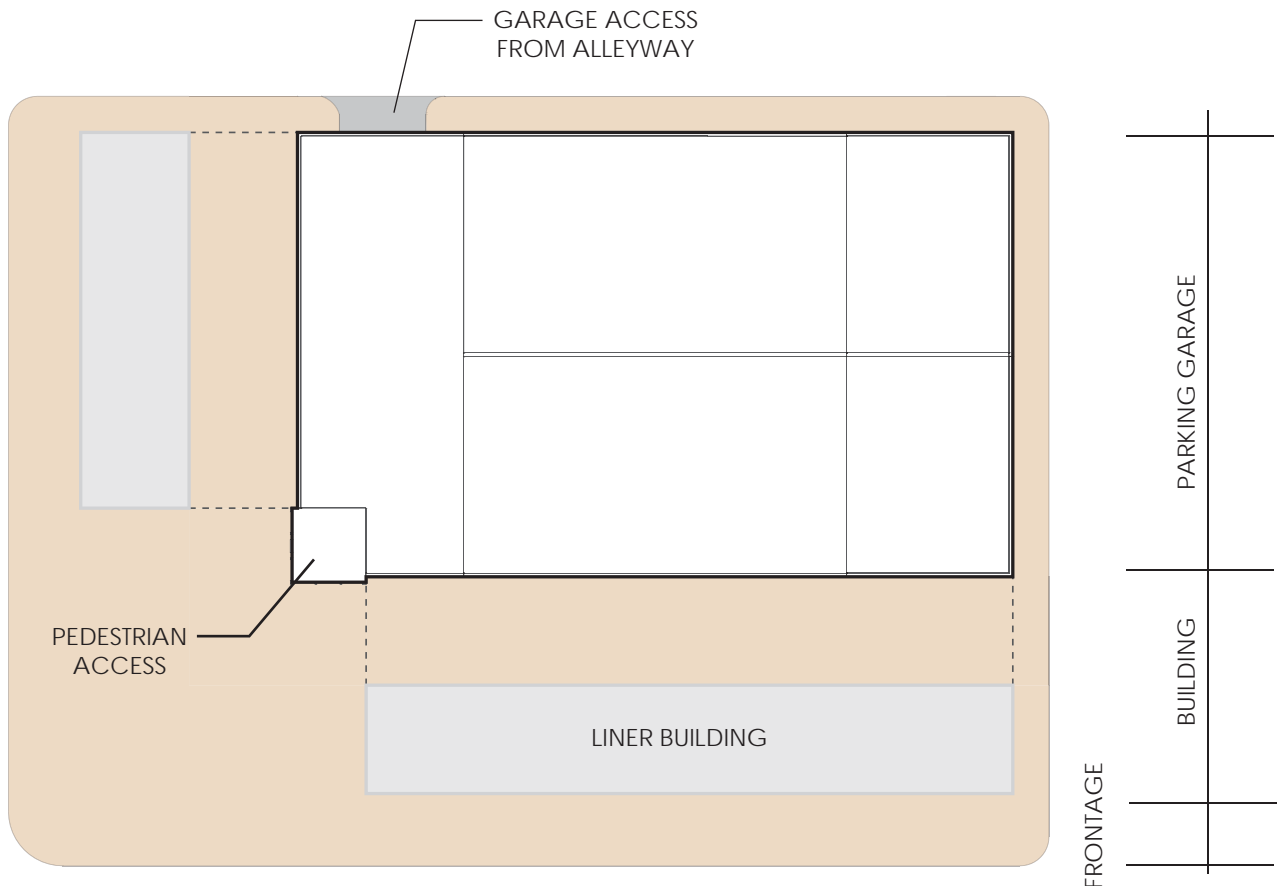 GARAGE ACCESS
FROM ALLEYWAY
PARKING GARAGE
PEDESTRIAN
ACCESS
BUILDING
LINER BUILDING
FRONTAGE